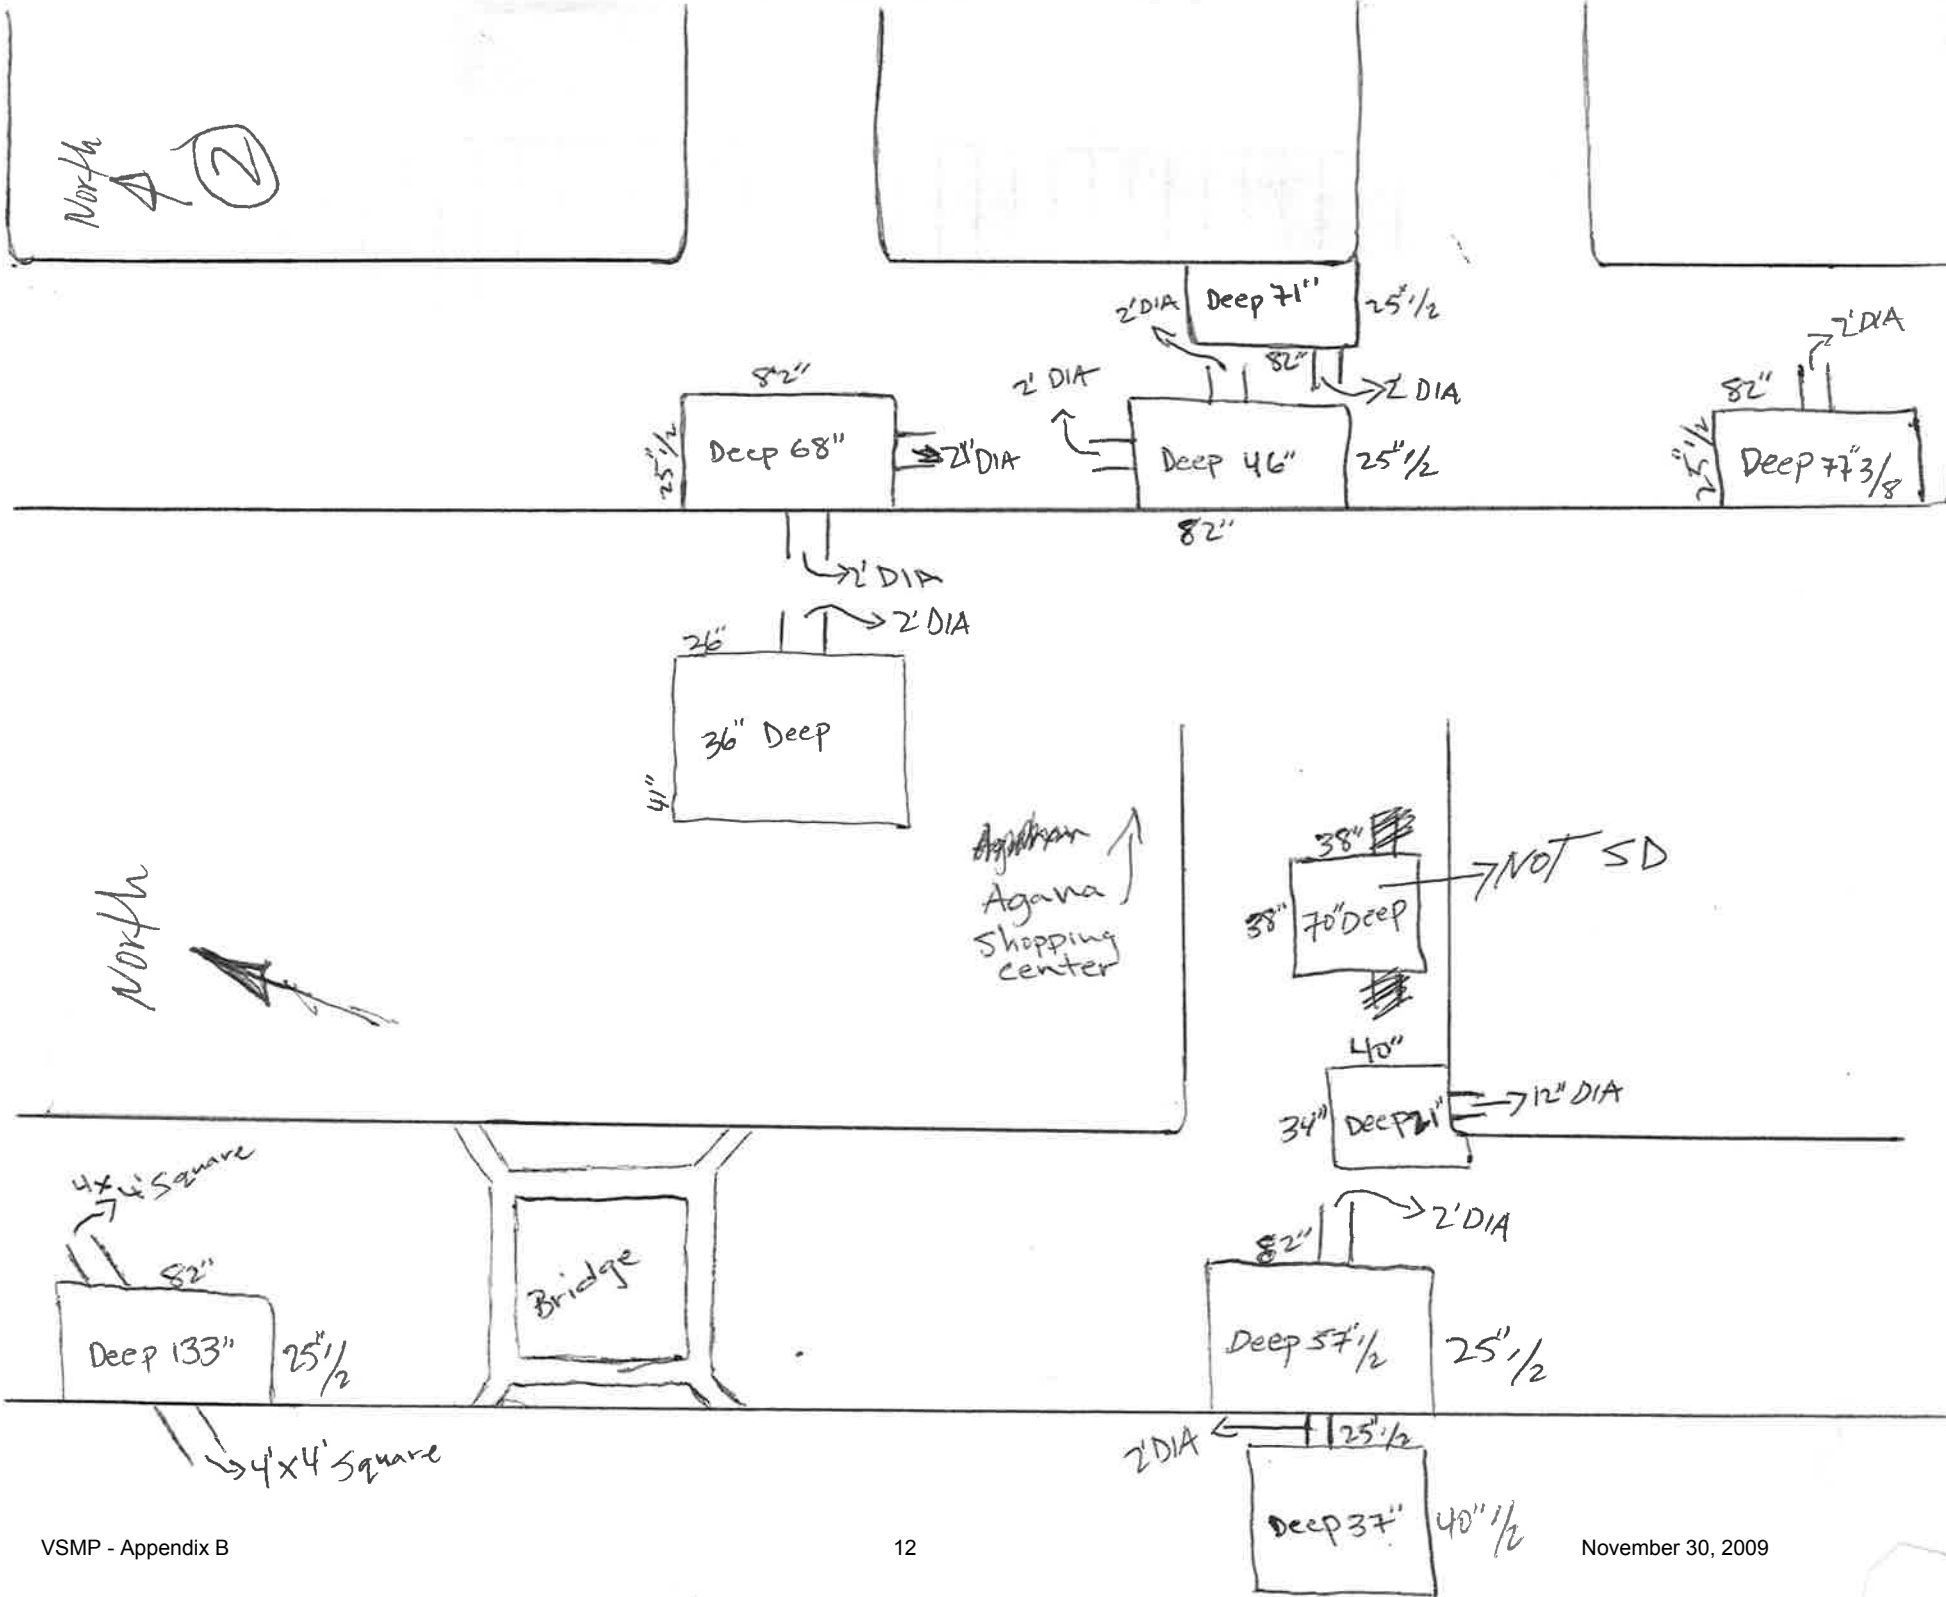 North
2
Deep 71"
25"1/2
2'DIA
82"
2' DIA
82"
25"1/2
Deep 68"
2'DIA
2' DIA
Deep 46"
25"1/2
82"
2'DIA
82"
25"1/2
Deep 77"3/8
2'DIA
2'DIA
26"
36" Deep
41"
Agana
Shopping
center
38"
38"
70"Deep
NOT SD
North
40"
34"
Deep21"
12" DIA
4x4'Square
82"
Deep 133"
25"1/2
4'x4' Square
Bridge
2'DIA
82"
Deep 57"1/2
25"1/2
2'DIA
25"1/2
Deep 37"
40"1/2
VSMP - Appendix B
12
November 30, 2009